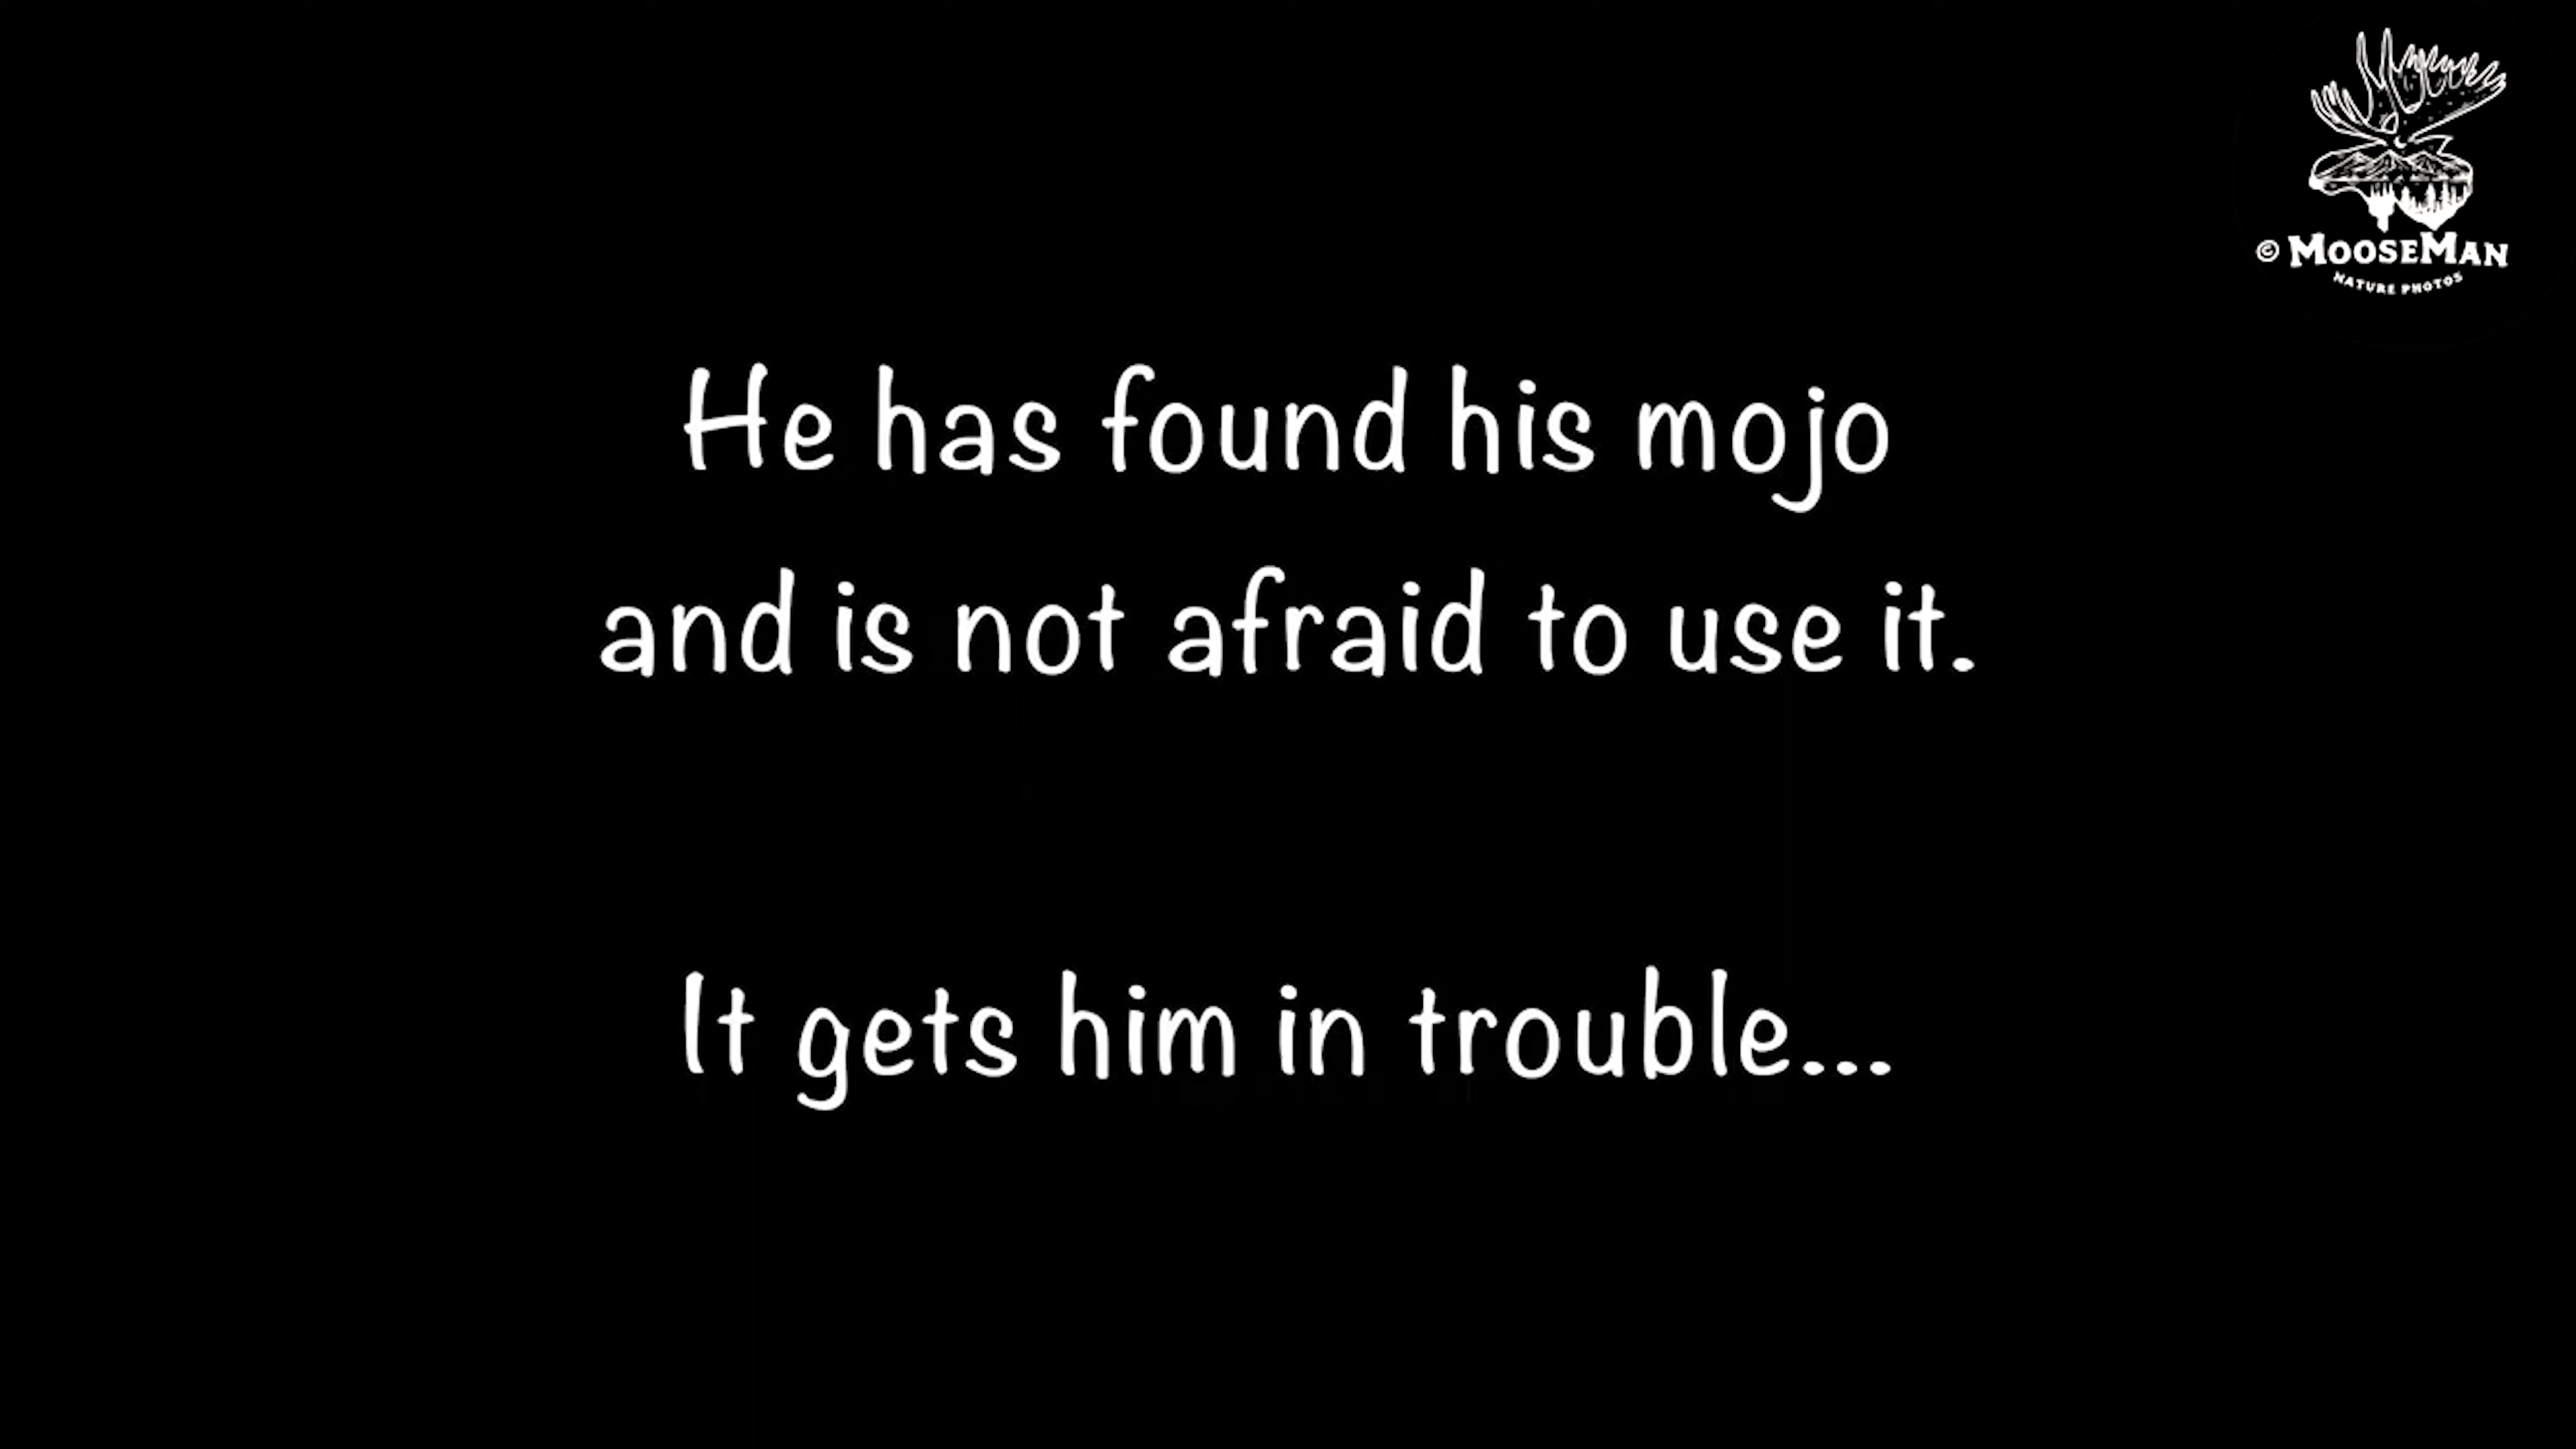 © MOOSEMAN
NATURE PHOTOS
He has found his mojo
and is not afraid to use it.
It gets him in trouble...